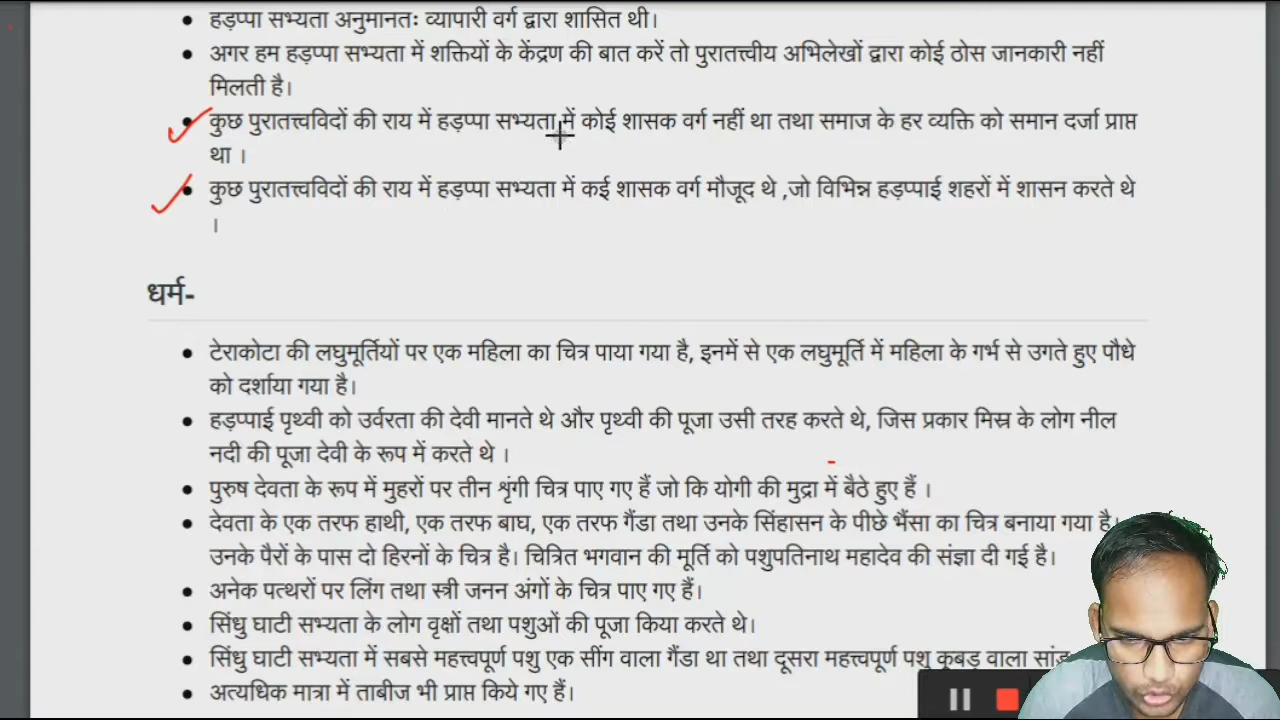 • हड़प्पा सभ्यता अनुमानतः व्यापारी वर्ग द्वारा शासित थी।
• अगर हम हड़प्पा सभ्यता में शक्तियों के केंद्रण की बात करें तो पुरातत्त्वीय अभिलेखों द्वारा कोई ठोस जानकारी नहीं
मिलती है।
• कुछ पुरातत्त्वविदों की राय में हड़प्पा सभ्यता में कोई शासक वर्ग नहीं था तथा समाज के हर व्यक्ति को समान दर्जा प्राप्त
था ।
• कुछ पुरातत्त्वविदों की राय में हड़प्पा सभ्यता में कई शासक वर्ग मौजूद थे ,जो विभिन्न हड़प्पाई शहरों में शासन करते थे
।
धर्म-
• टेराकोटा की लघुमूर्तियों पर एक महिला का चित्र पाया गया है, इनमें से एक लघुमूर्ति में महिला के गर्भ से उगते हुए पौधे
को दर्शाया गया है।
• हड़प्पाई पृथ्वी को उर्वरता की देवी मानते थे और पृथ्वी की पूजा उसी तरह करते थे, जिस प्रकार मिस्र के लोग नील
नदी की पूजा देवी के रूप में करते थे ।
• पुरुष देवता के रूप में मुहरों पर तीन शृंगी चित्र पाए गए हैं जो कि योगी की मुद्रा में बैठे हुए हैं ।
• देवता के एक तरफ हाथी, एक तरफ बाघ, एक तरफ गैंडा तथा उनके सिंहासन के पीछे भैंसा का चित्र बनाया गया है।
उनके पैरों के पास दो हिरनों के चित्र है। चित्रित भगवान की मूर्ति को पशुपतिनाथ महादेव की संज्ञा दी गई है।
• अनेक पत्थरों पर लिंग तथा स्त्री जनन अंगों के चित्र पाए गए हैं।
• सिंधु घाटी सभ्यता के लोग वृक्षों तथा पशुओं की पूजा किया करते थे।
• सिंधु घाटी सभ्यता में सबसे महत्त्वपूर्ण पशु एक सींग वाला गैंडा था तथा दूसरा महत्त्वपूर्ण पशु कूबड़ वाला सांड
• अत्यधिक मात्रा में ताबीज भी प्राप्त किये गए हैं।